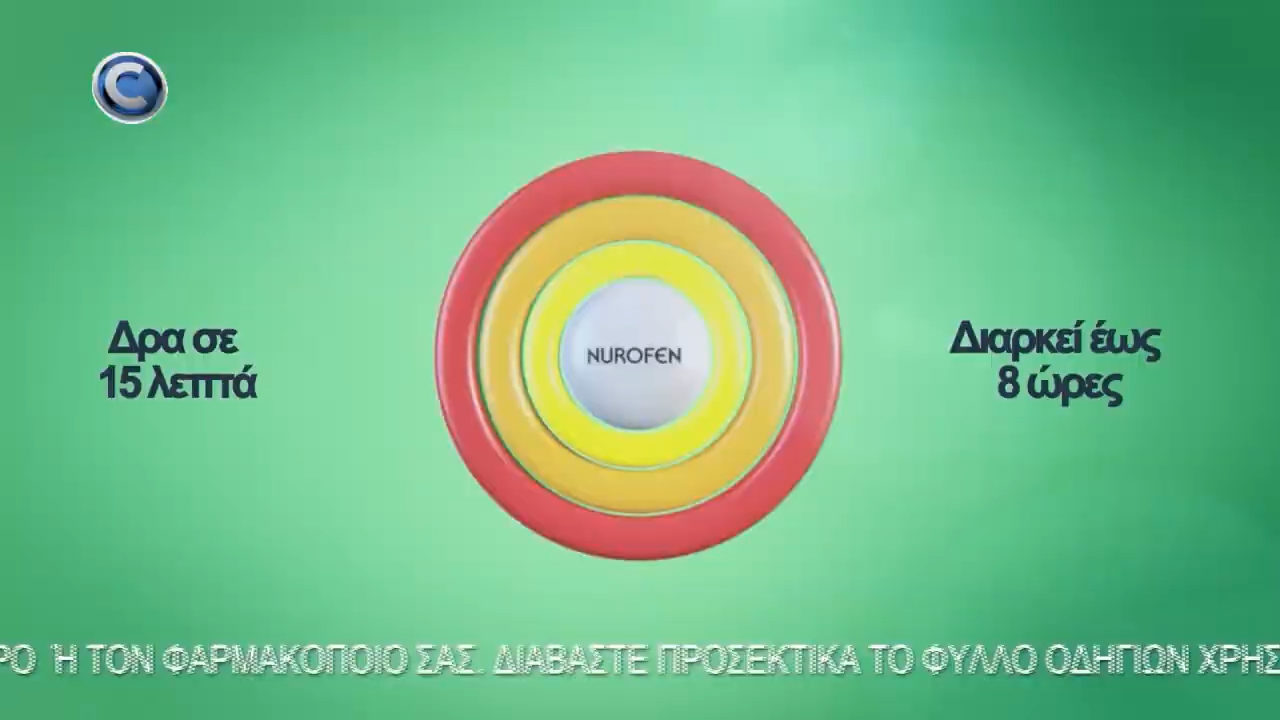 C
Δρα σε
15 λεπτά
NUROFEN
Διαρκεί έως
8 ώρες
Ή ΤΟΝ ΦΑΡΜΑΚΟΠΟΙΟ ΣΑΣ. ΔΙΑΒΑΣΤΕ ΠΡΟΣΕΚΤΙΚΑ ΤΟ ΦΥΛΛΟ ΟΔΗΓΙΩΝ